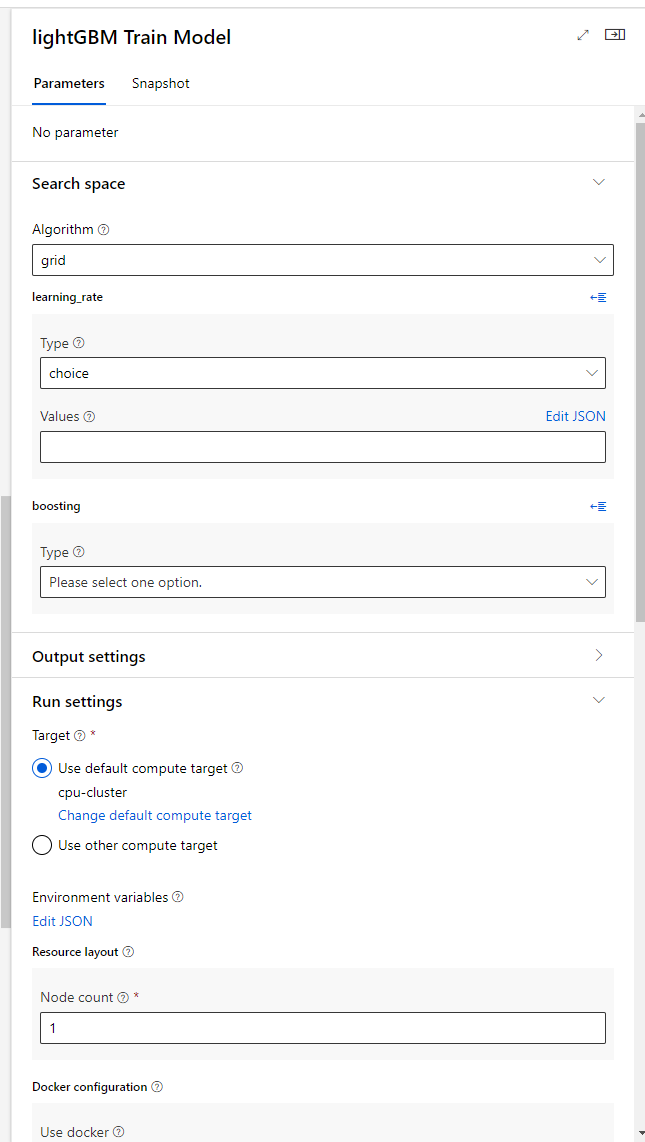 lightGBM Train Model
Parameters Snapshot
No parameter
Search space
Algorithm
grid
learning_rate
Type
choice
Values Edit JSON
boosting
Type
Please select one option.
Output settings
Run settings
Target *
Use default compute target
cpu-cluster
Change default compute target
Use other compute target
Environment variables
Edit JSON
Resource layout
Node count *
1
Docker configuration
Use docker